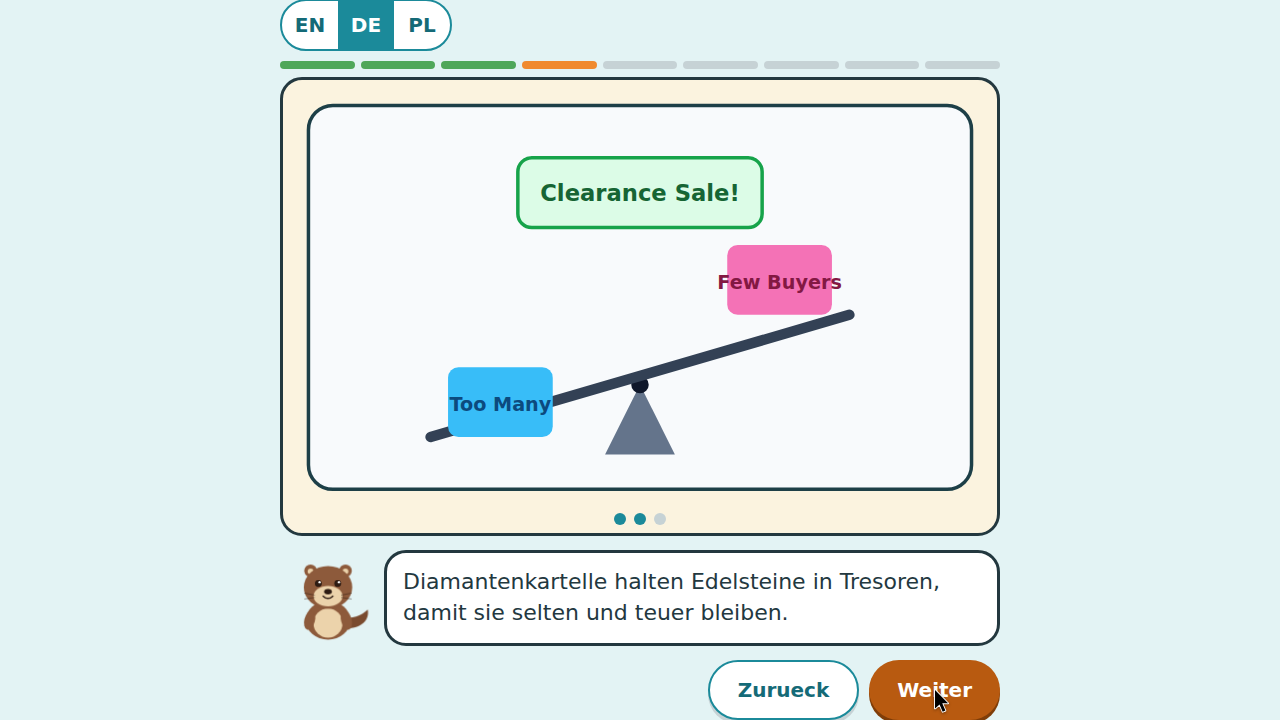 EN DE PL
Clearance Sale!
Few Buyers
Too Many
Diamantenkartelle halten Edelsteine in Tresoren,
damit sie selten und teuer bleiben.
Zurueck Weiter